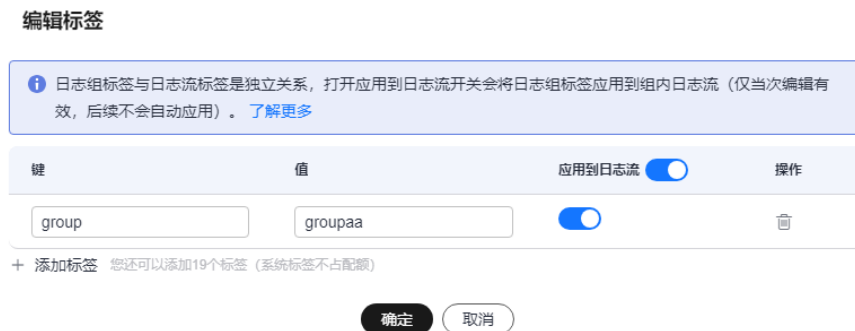 编辑标签
日志组标签与日志流标签是独立关系，打开应用到日志流开关会将日志组标签应用到组内日志流（仅当次编辑有
效，后续不会自动应用）。 了解更多
键 值 应用到日志流 操作
group groupaa
+ 添加标签 您还可以添加19个标签（系统标签不占配额）
确定 取消